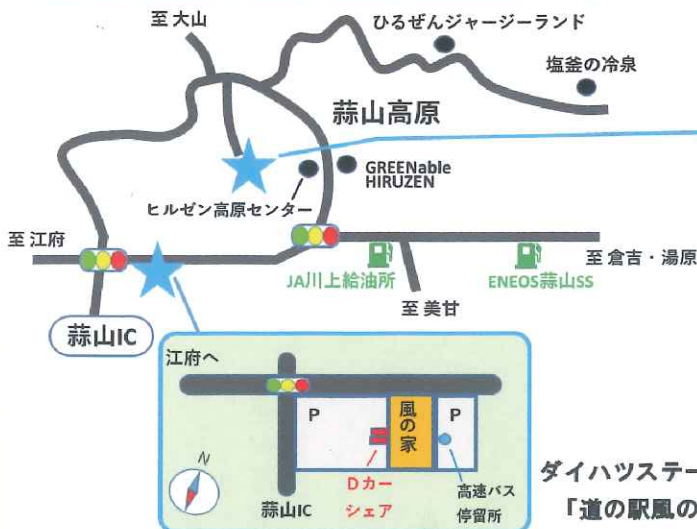 至 大山
ひるぜんジャージーランド
塩釜の冷泉
蒜山高原
GREENable
HIRUZEN
ヒルゼン高原センター
至 江府
至 倉吉・湯原
JA川上給油所
ENEOS蒜山SS
至 美甘
蒜山IC
江府へ
P
風の家
P
N
Dカー
シェア
高速バス
停留所
蒜山IC
ダイハツステー
「道の駅風の